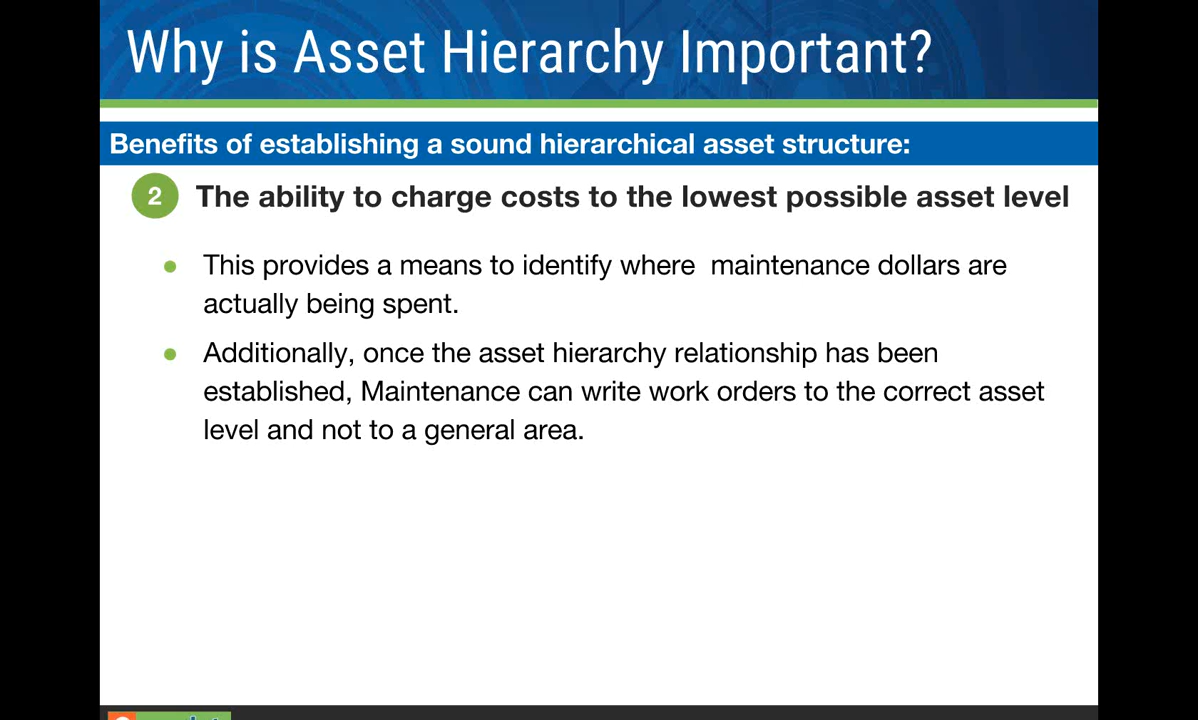 Why is Asset Hierarchy Important?
Benefits of establishing a sound hierarchical asset structure:
2 The ability to charge costs to the lowest possible asset level
This provides a means to identify where  maintenance dollars are
actually being spent.
Additionally, once the asset hierarchy relationship has been
established, Maintenance can write work orders to the correct asset
level and not to a general area.